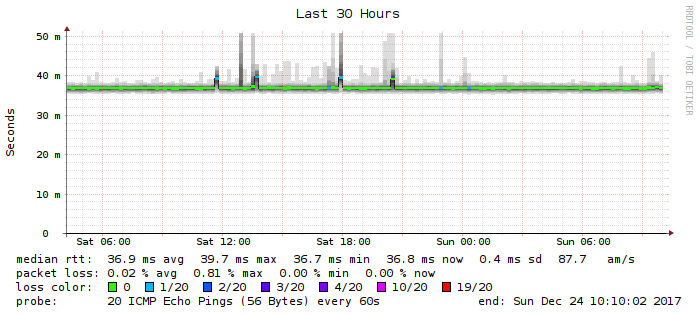 Last 30 Hours
RRDTOOL / TOBI OETIKER
Seconds
50 m
40 m
30 m
20 m
10 m
0
Sat 06:00 Sat 12:00 Sat 18:00 Sun 00:00 Sun 06:00
median rtt: 36.9 ms avg 39.7 ms max 36.7 ms min 36.8 ms now 0.4 ms sd 87.7 am/s
packet loss: 0.02 % avg 0.81 % max 0.00 % min 0.00 % now
loss color: 0 1/20 2/20 3/20 4/20 10/20 19/20
probe: 20 ICMP Echo Pings (56 Bytes) every 60s end: Sun Dec 24 10:10:02 2017